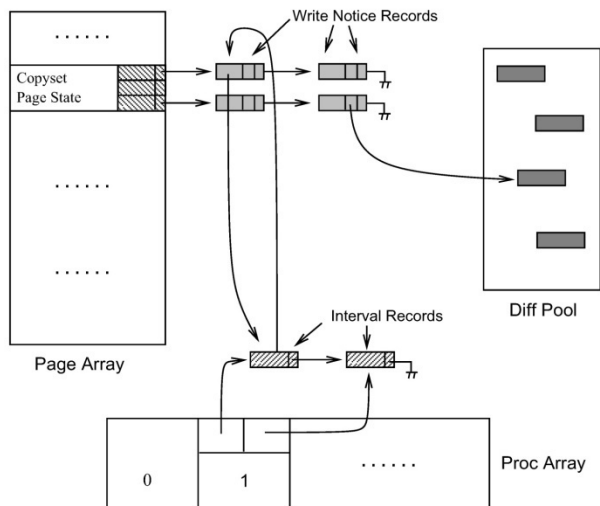 Write Notice Records
. . . . . .
Copyset
Page State
. . . . . .
. . . . . .
Diff Pool
Interval Records
Page Array
Proc Array
0
1
. . . . . .